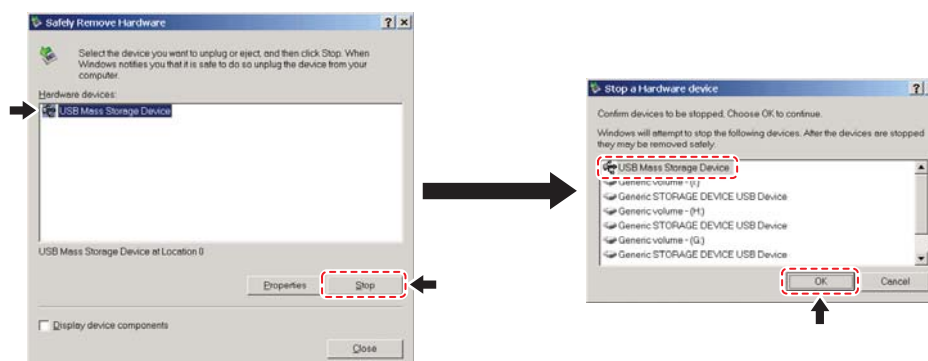 Safely Remove Hardware
Select the device you want to unplug or eject, and then click Stop. When
Windows notifies you that it is safe to do so unplug the device from your
computer.
Hardware devices:
USB Mass Storage Device
USB Mass Storage Device at Location 0
Properties
Stop
Display device components
Close
Stop a Hardware device
Confirm devices to be stopped, Choose OK to continue.
Windows will attempt to stop the following devices. After the devices are stopped
they may be removed safely.
USB Mass Storage Device
Generic volume - (I:)
Generic STORAGE DEVICE USB Device
Generic volume - (H:)
Generic STORAGE DEVICE USB Device
Generic volume - (G:)
Generic STORAGE DEVICE USB Device
OK
Cancel